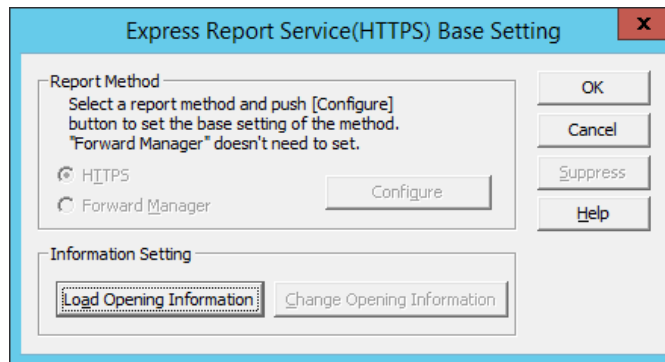 Express Report Service(HTTPS) Base Setting
x
Report Method
Select a report method and push [Configure]
button to set the base setting of the method.
"Forward Manager" doesn't need to set.
HTTPS
Forward Manager
Configure
OK
Cancel
Suppress
Help
Information Setting
Load Opening Information
Change Opening Information